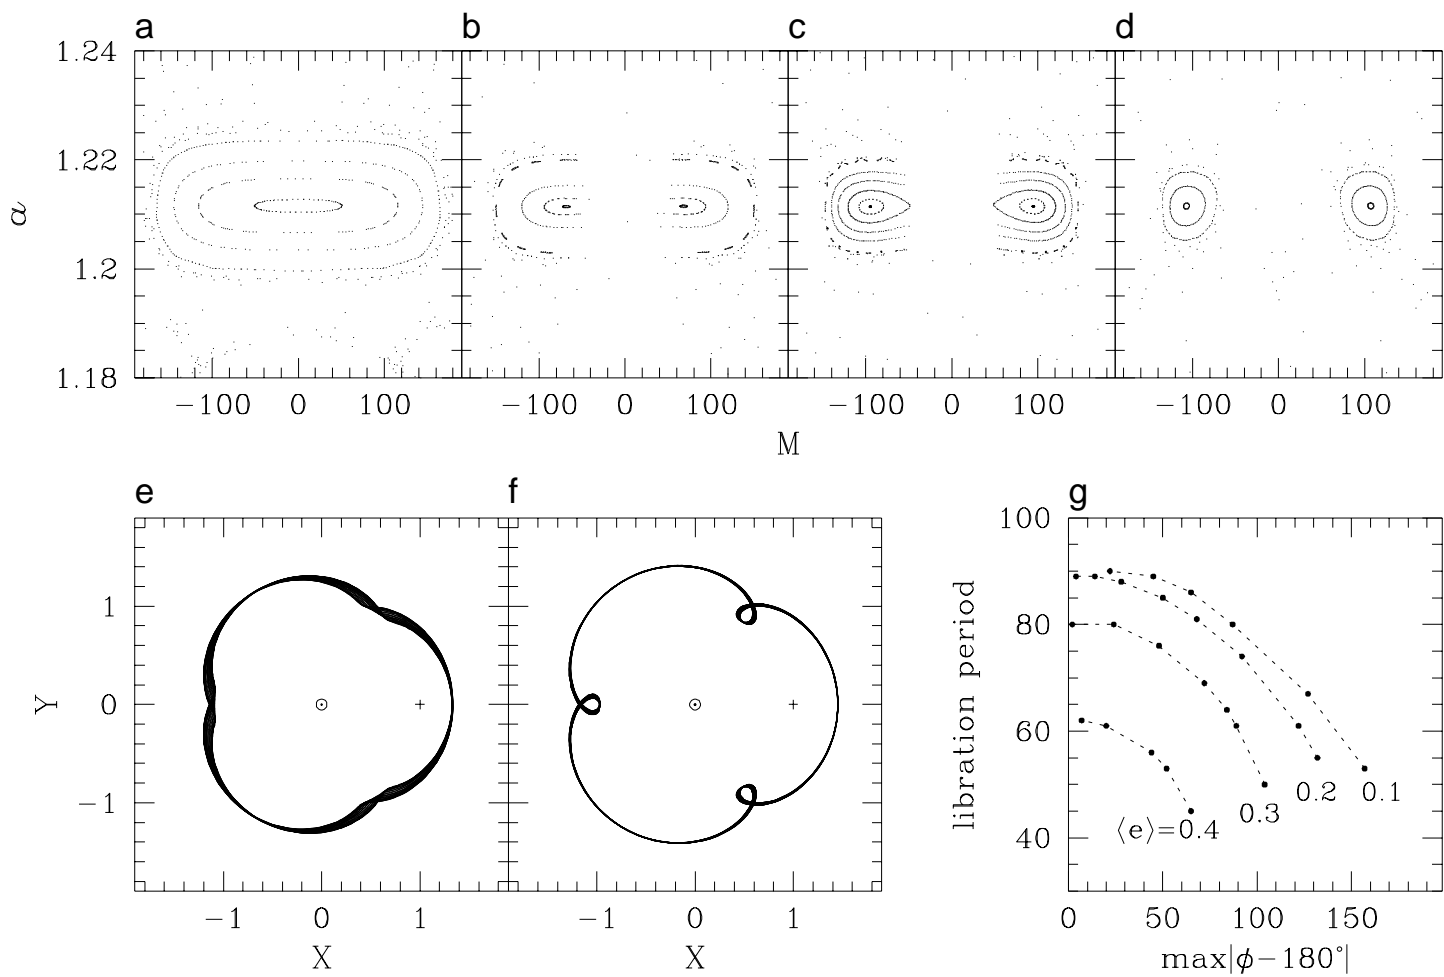 a b c d
1.24
1.22
1.2
1.18
a
−100 0 100 −100 0 100 −100 0 100 −100 0 100
M
e f g
1
0
−1
Y
−1 0 1 −1 0 1
X X
100
80
60
40
libration period
0.1
0.2
0.3
⟨e⟩=0.4
0 50 100 150
max|ϕ−180°|